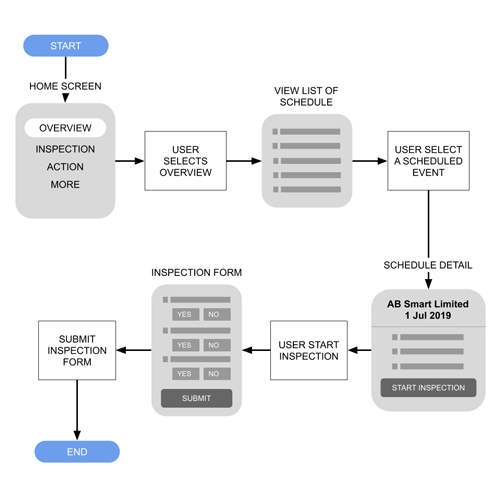 START
HOME SCREEN
OVERVIEW
INSPECTION
ACTION
MORE
USER
SELECTS
OVERVIEW
VIEW LIST OF
SCHEDULE
USER SELECT
A SCHEDULED
EVENT
SCHEDULE DETAIL
AB Smart Limited
1 Jul 2019
START INSPECTION
USER START
INSPECTION
INSPECTION FORM
YES NO
YES NO
YES NO
SUBMIT
SUBMIT
INSPECTION
FORM
END